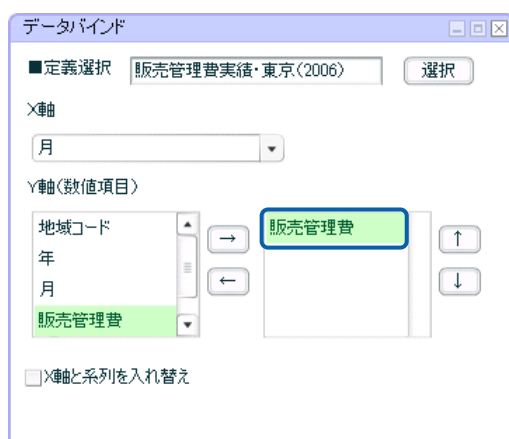 データバインド
■定義選択 販売管理費実績・東京(2006) 選択
X軸
月
Y軸(数値項目)
地域コード
年
月
販売管理費
→
←
販売管理費
↑
↓
X軸と系列を入れ替え